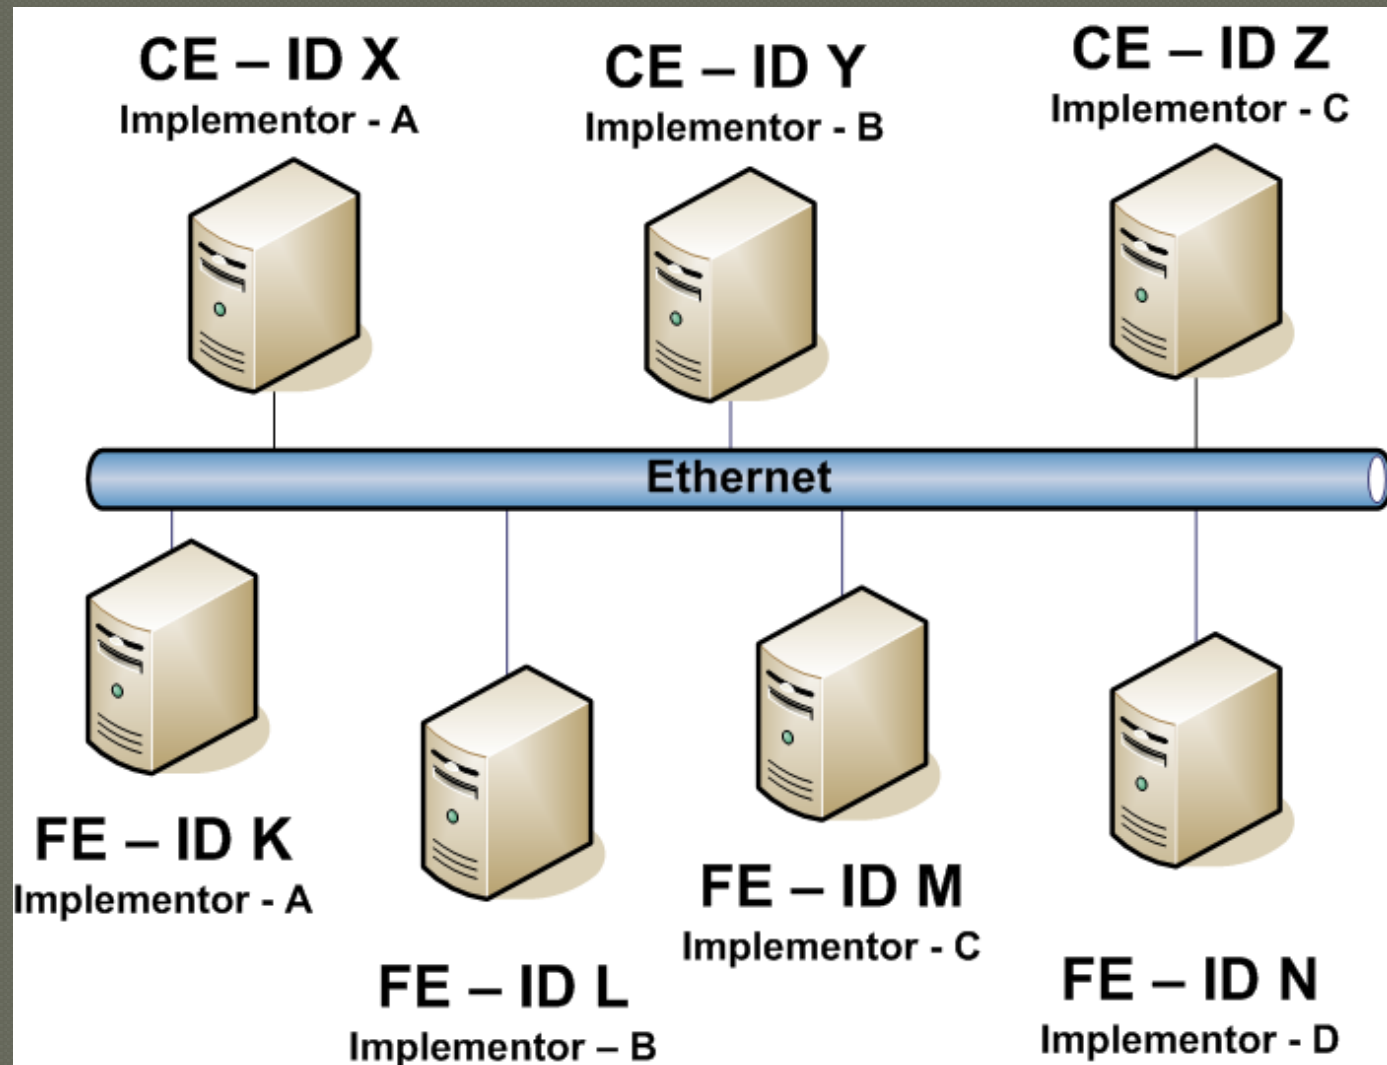 CE – ID X
Implementor - A
CE – ID Y
Implementor - B
CE – ID Z
Implementor - C
Ethernet
FE – ID K
Implementor - A
FE – ID L
Implementor – B
FE – ID M
Implementor - C
FE – ID N
Implementor - D